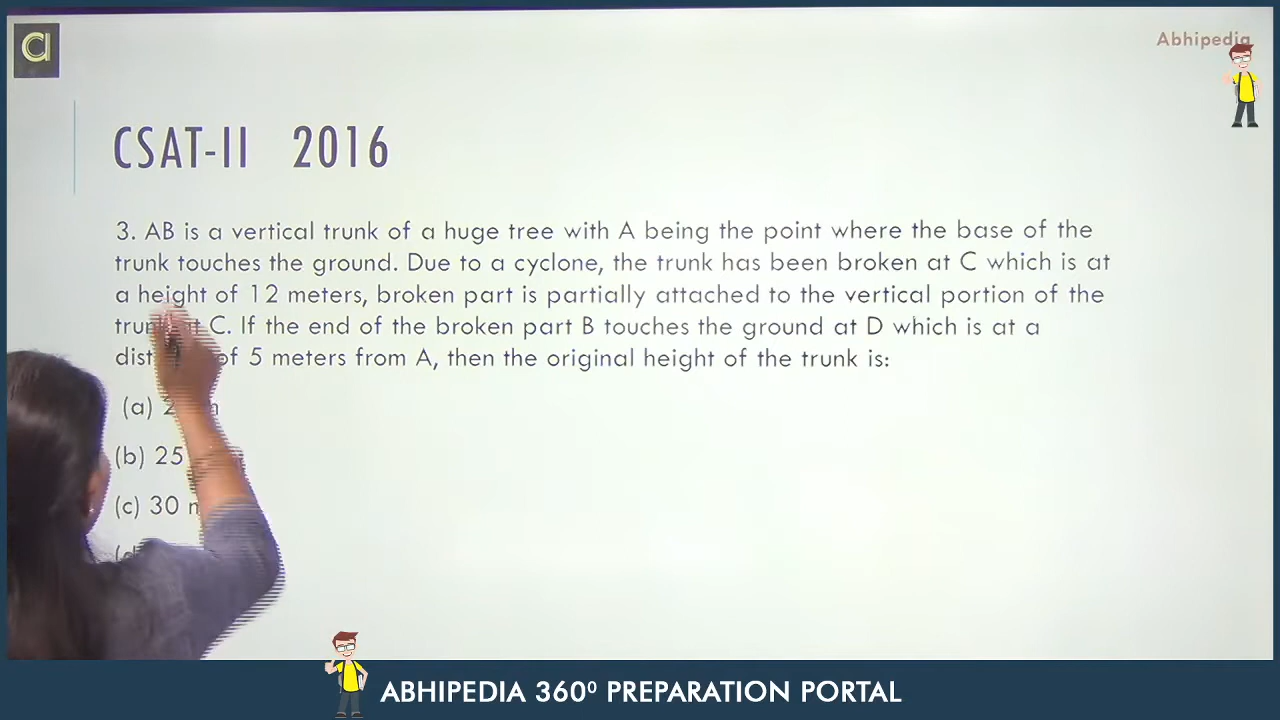 Abhipedia
CSAT-II 2016
3. AB is a vertical trunk of a huge tree with A being the point where the base of the
trunk touches the ground. Due to a cyclone, the trunk has been broken at C which is at
a height of 12 meters, broken part is partially attached to the vertical portion of the
C. If the end of the broken part B touches the ground at D which is at a
of 5 meters from A, then the original height of the trunk is:
(a)
(b) 25
(c) 30
ABHIPEDIA 360⁰ PREPARATION PORTAL